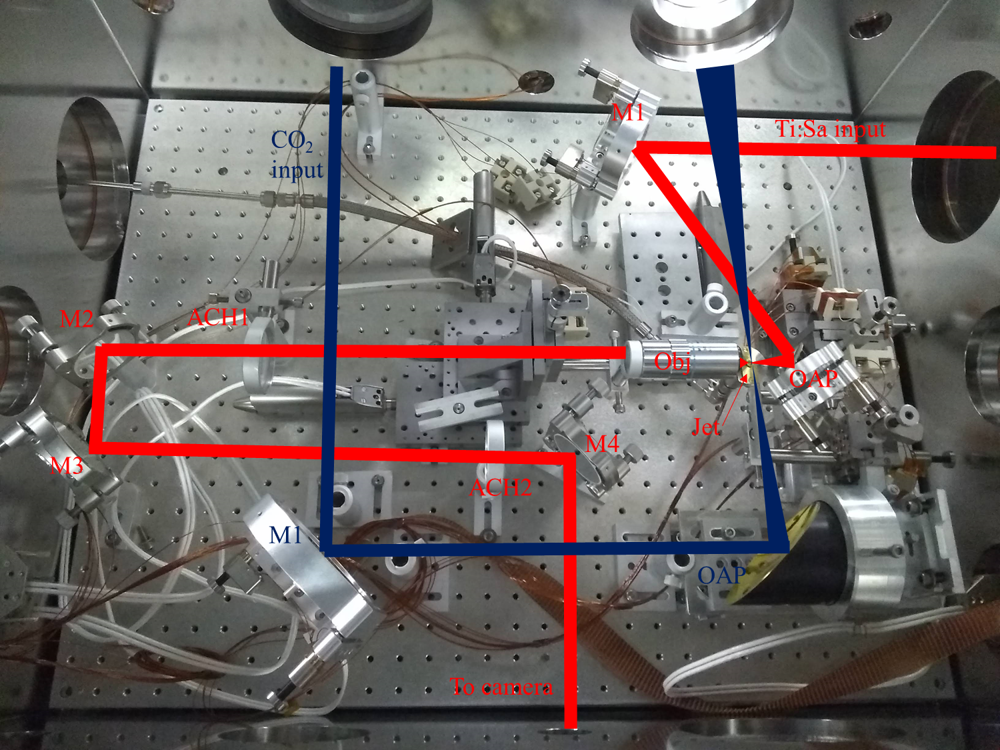 M1
Ti:Sa input
CO₂
input
M2
ACH1
Obj
OAP
Jet
M4
M3
ACH2
M1
OAP
To camera